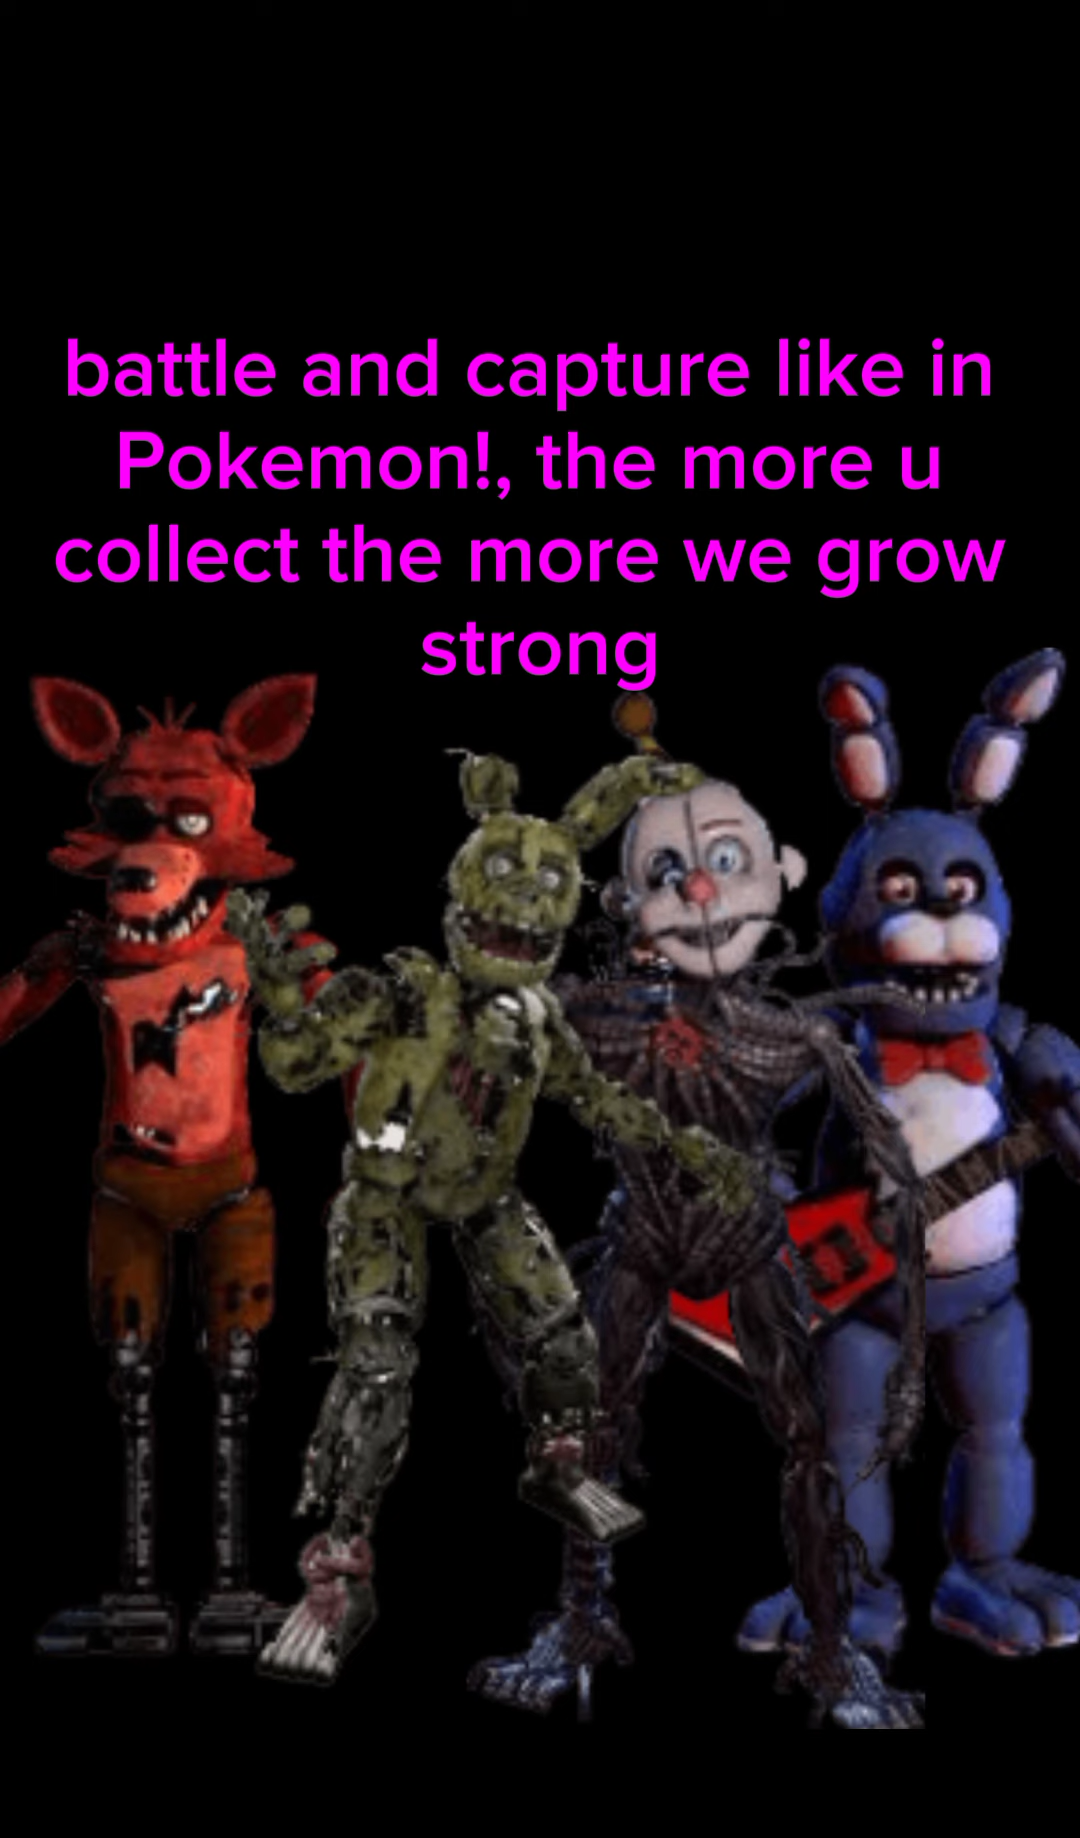 battle and capture like in
Pokemon!, the more u
collect the more we grow
strong